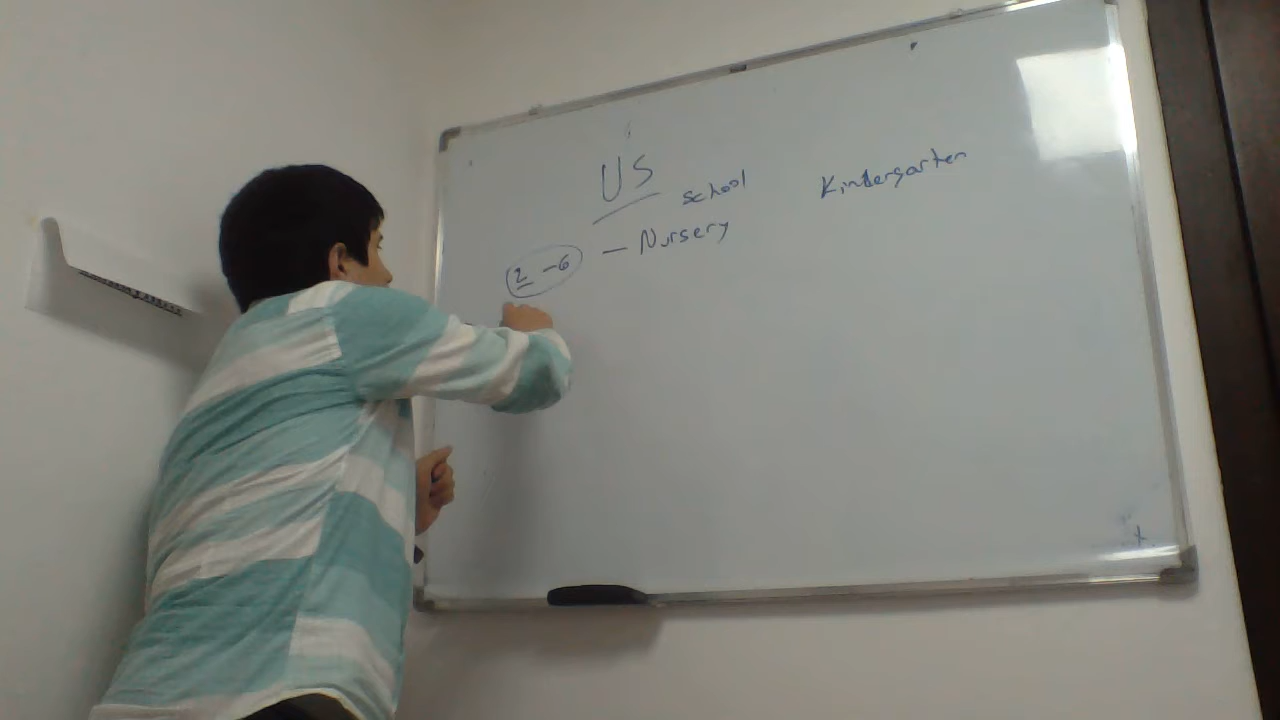 US
school
Kindergarten
2 - 6 — Nursery